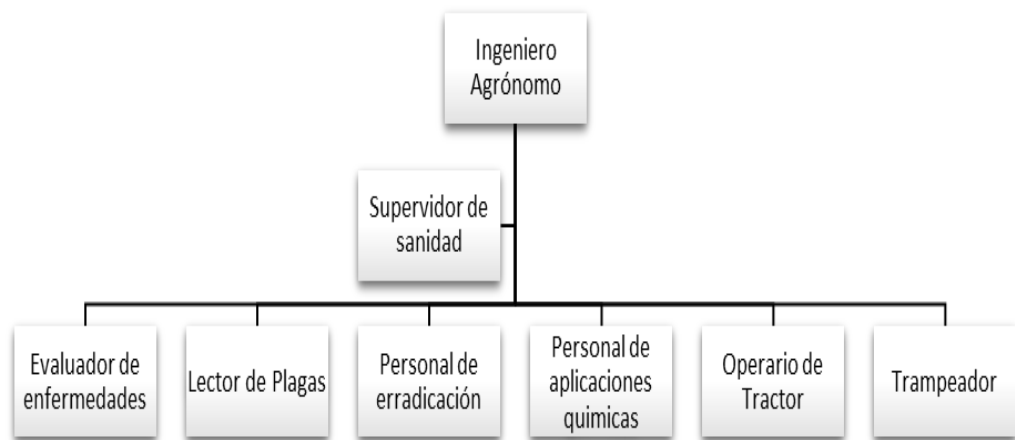 Ingeniero
Agrónomo
Supervidor de
sanidad
Evaluador de
enfermedades
Lector de Plagas
Personal de
erradicación
Personal de
aplicaciones
quimicas
Operario de
Tractor
Trampeador